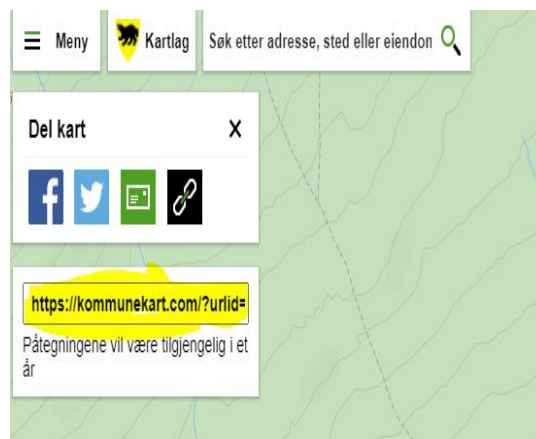 Meny
Kartlag
Søk etter adresse, sted eller eiendon
Del kart
https://kommunekart.com/?urlid=
Påtegningene vil være tilgjengelig i et
år